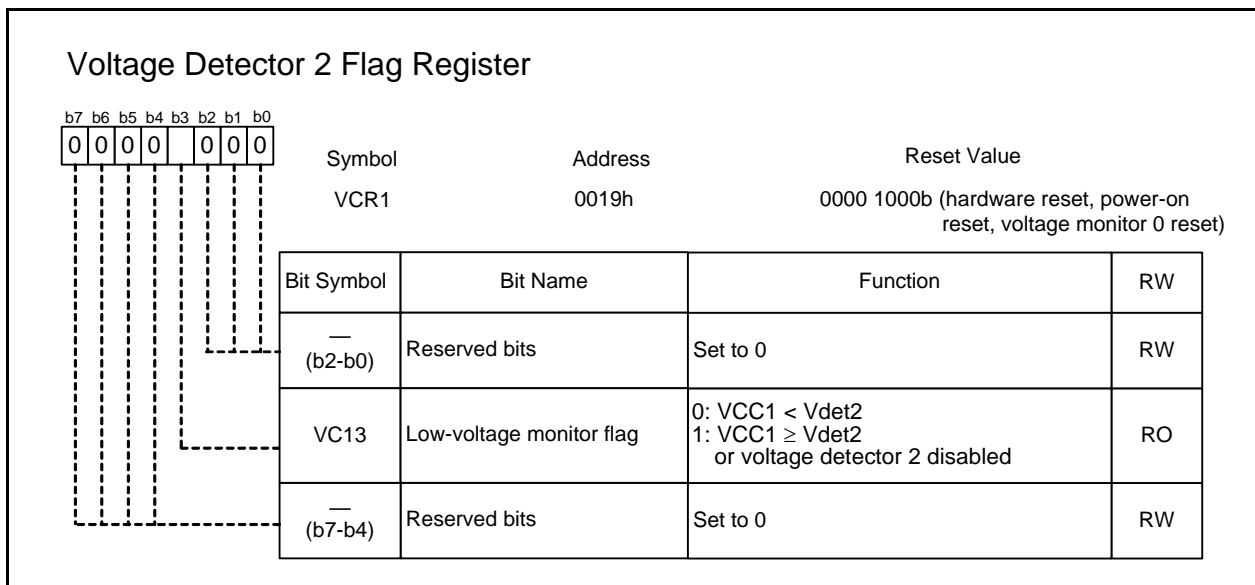 Voltage Detector 2 Flag Register
b7 b6 b5 b4 b3 b2 b1 b0
0 0 0 0 0 0 0
Symbol Address Reset Value
VCR1 0019h 0000 1000b (hardware reset, power-on
reset, voltage monitor 0 reset)
Bit Symbol Bit Name Function RW
—
(b2-b0) Reserved bits Set to 0 RW
0: VCC1 < Vdet2
VC13 Low-voltage monitor flag 1: VCC1 ≥ Vdet2 RO
or voltage detector 2 disabled
—
(b7-b4) Reserved bits Set to 0 RW